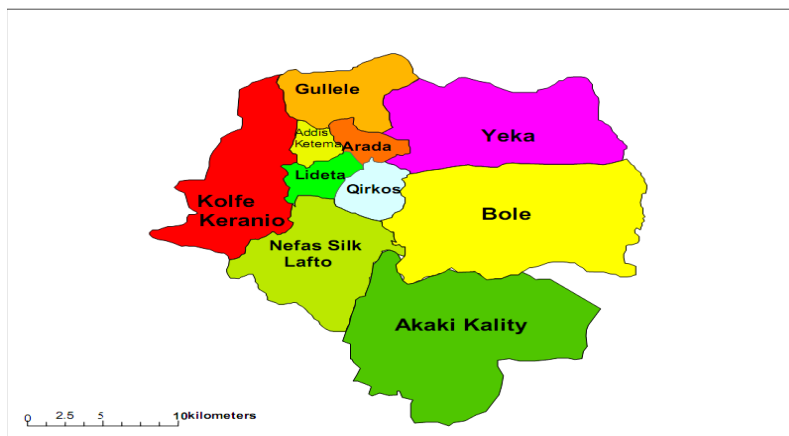 Gullele
Addis
Ketema
Arada
Yeka
Lideta
Qirkos
Kolfe
Keranio
Bole
Nefas Silk
Lafto
Akaki Kality
0 2.5 5 10kilometers